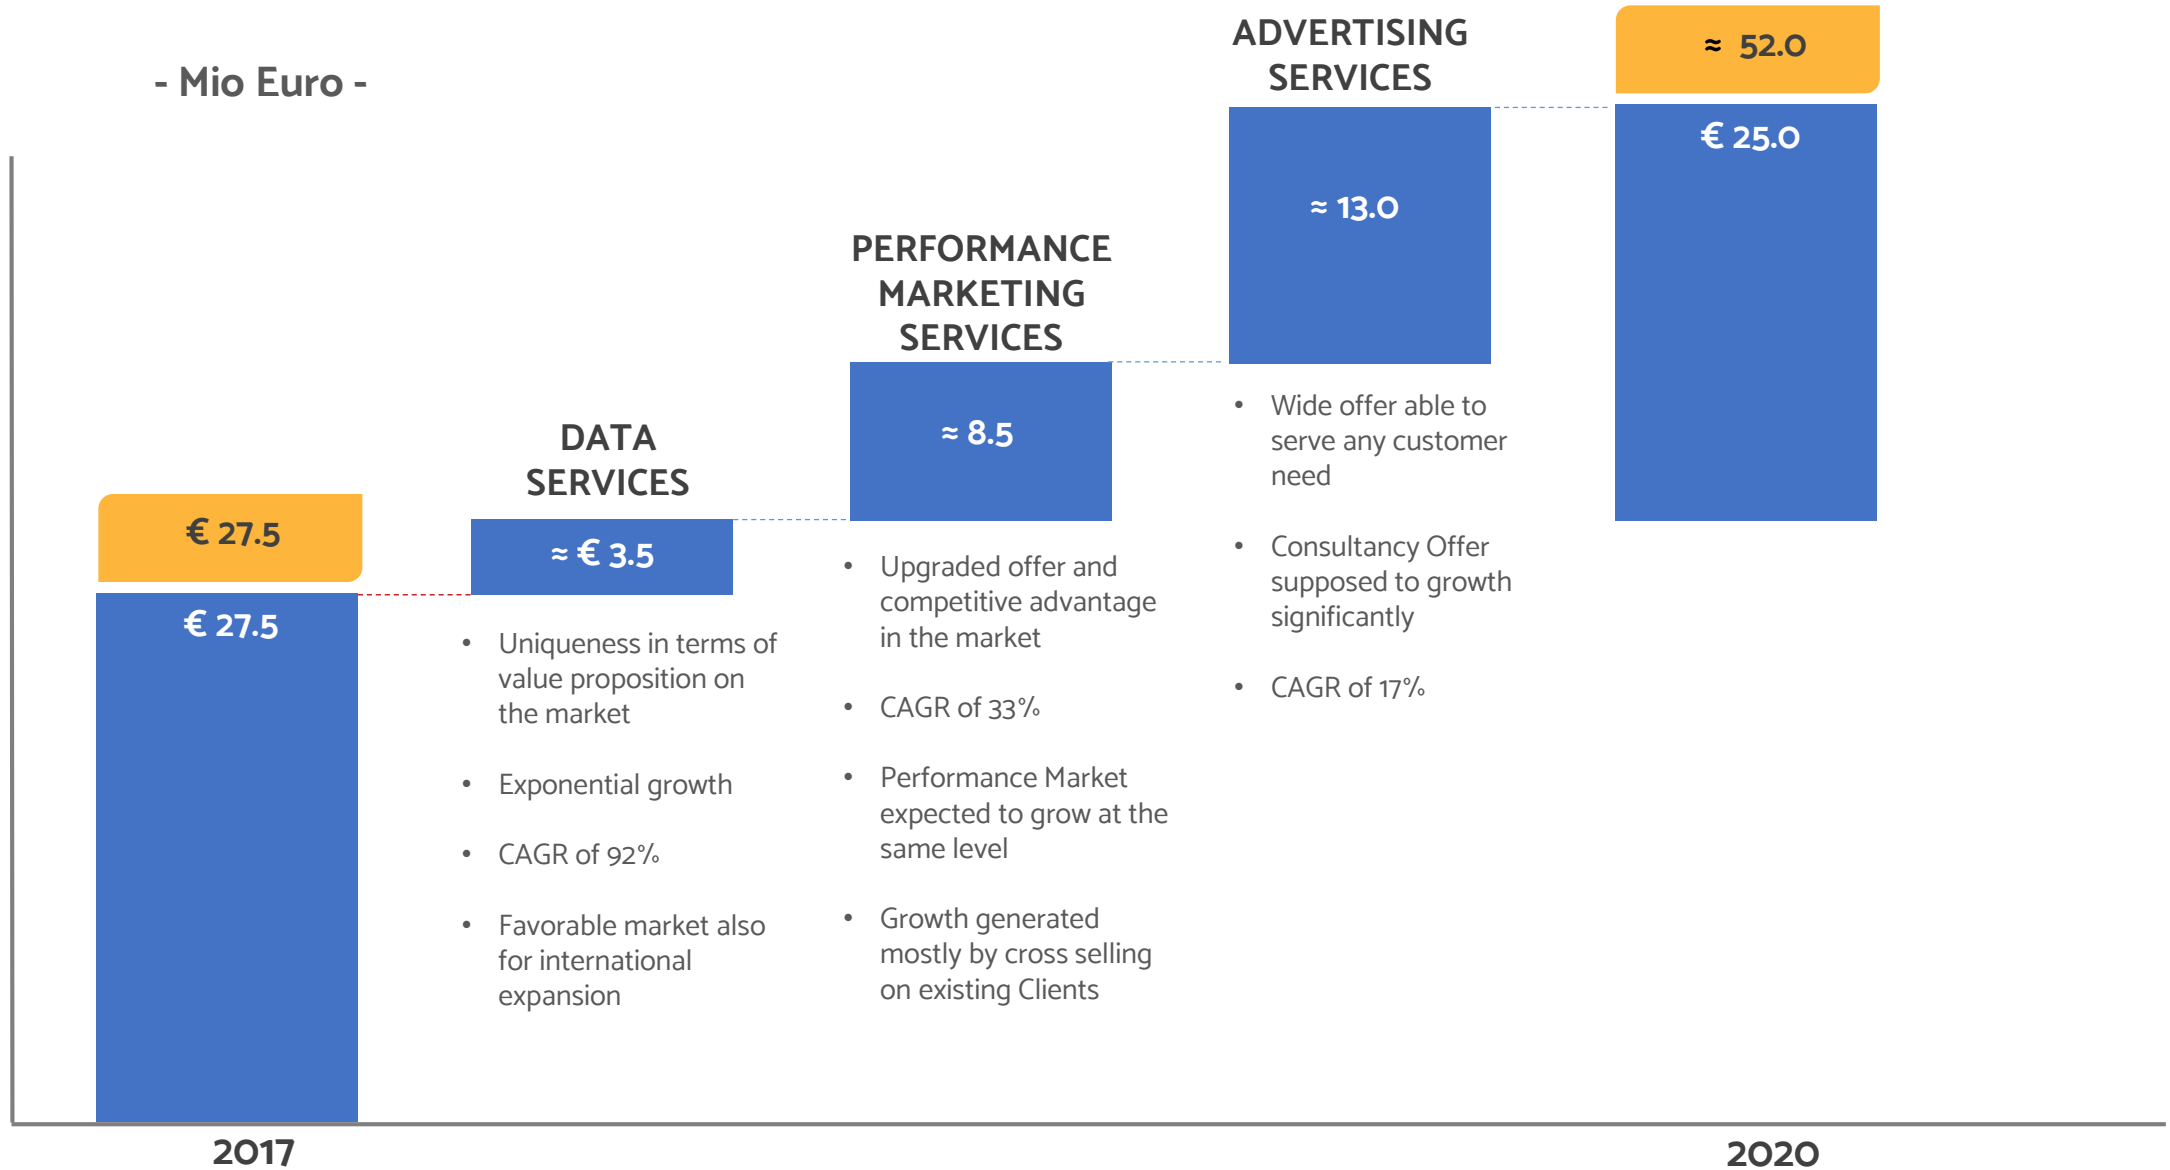 - Mio Euro -
€ 27.5
€ 27.5
2017
DATA
SERVICES
≈ € 3.5
• Uniqueness in terms of
value proposition on
the market
• Exponential growth
• CAGR of 92%
• Favorable market also
for international
expansion
PERFORMANCE
MARKETING
SERVICES
≈ 8.5
• Upgraded offer and
competitive advantage
in the market
• CAGR of 33%
• Performance Market
expected to grow at the
same level
• Growth generated
mostly by cross selling
on existing Clients
ADVERTISING
SERVICES
≈ 13.0
• Wide offer able to
serve any customer
need
• Consultancy Offer
supposed to growth
significantly
• CAGR of 17%
≈ 52.0
€ 25.0
2020